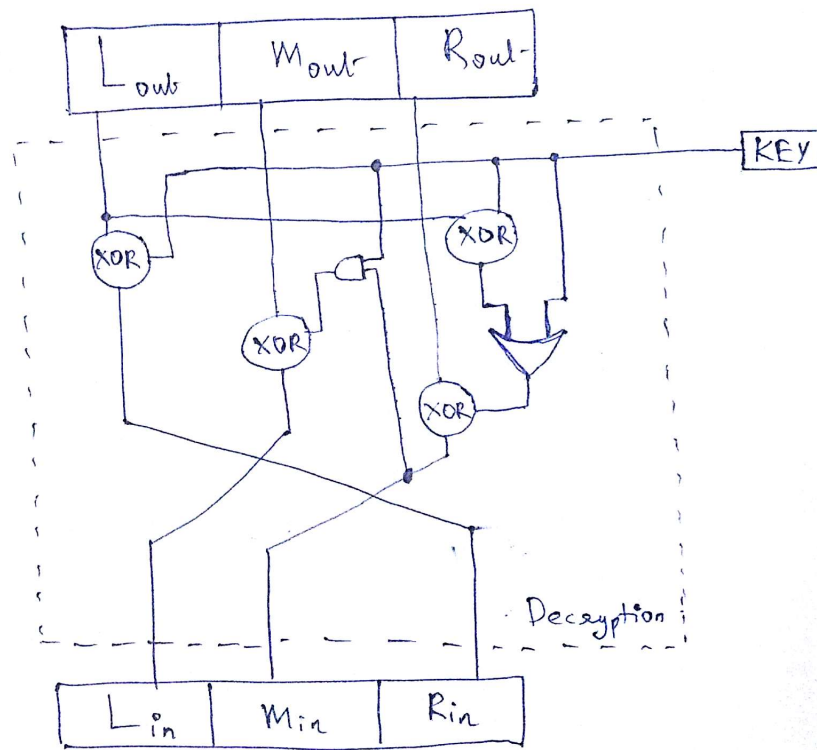 Lout Mout Rout
KEY
XOR XOR
XOR
XOR
Decryption
Lin Min Rin